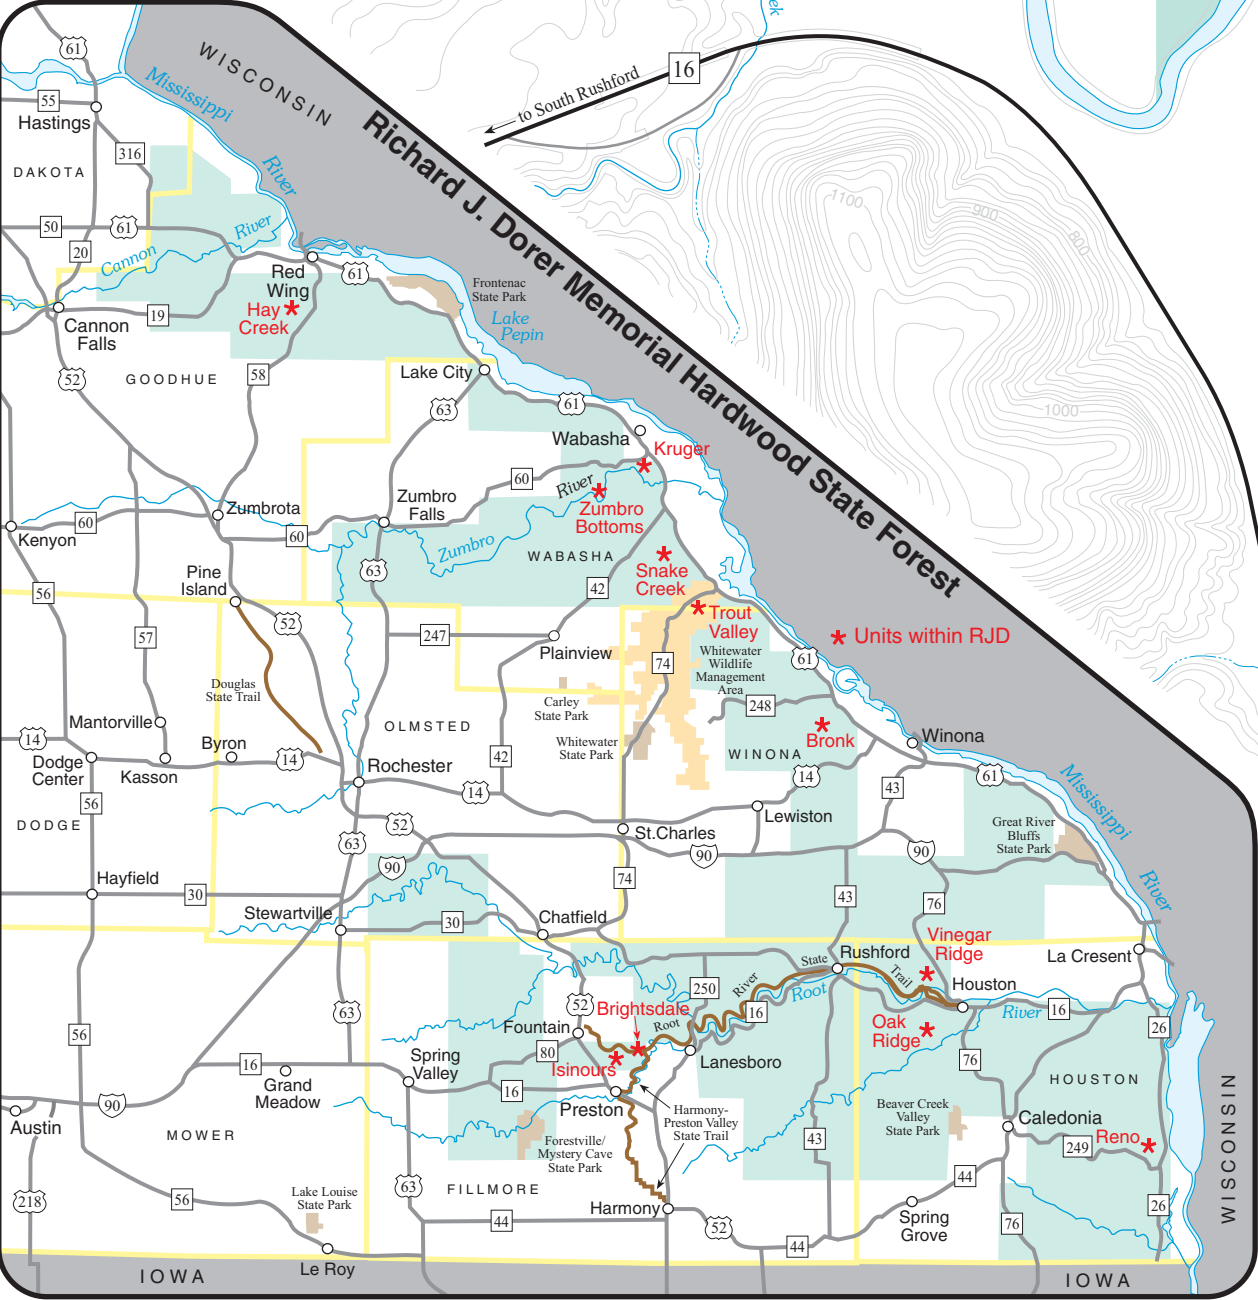 61
WISCONSIN
Mississippi
River
ek
16
to South Rushford
Richard J. Dorer Memorial Hardwood State Forest
55
Hastings
316
DAKOTA
50
61
20
Cannon
River
1100
900
800
1000
Red
Wing
61
Hay
Creek
Frontenac
State Park
Lake
Pepin
19
Cannon
Falls
52
GOODHUE
58
Lake City
63
61
Wabasha
Kruger
60
River
Zumbro
Bottoms
Zumbro
Falls
Zumbrota
60
Kenyon
60
Zumbro
WABASHA
Snake
Creek
63
42
Pine
Island
56
52
57
247
Plainview
Trout
Valley
Units within RJD
74
Whitewater
Wildlife
Management
Area
61
Douglas
State Trail
Carley
State Park
248
Mantorville
OLMSTED
Whitewater
State Park
Bronk
Winona
WINONA
14
Dodge
Center
Byron
Kasson
14
42
Rochester
14
14
61
43
Mississippi
River
56
DODGE
52
63
Lewiston
St.Charles
90
90
Great River
Bluffs
State Park
90
Hayfield
30
74
43
76
Stewartville
30
Chatfield
Vinegar
Ridge
Rushford
La Cresent
State
Trail
Houston
250
River
Root
16
River
16
52
Brightsdale
Root
Oak
Ridge
26
63
Fountain
80
Isinours
Lanesboro
76
56
16
Grand
Meadow
Spring
Valley
16
HOUSTON
Preston
Harmony-
Preston Valley
State Trail
Beaver Creek
Valley
State Park
Caledonia
Reno
249
90
Austin
MOWER
Forestville/
Mystery Cave
State Park
43
WISCONSIN
44
218
56
Lake Louise
State Park
63
FILLMORE
Harmony
44
52
Spring
Grove
26
76
44
Le Roy
IOWA
IOWA